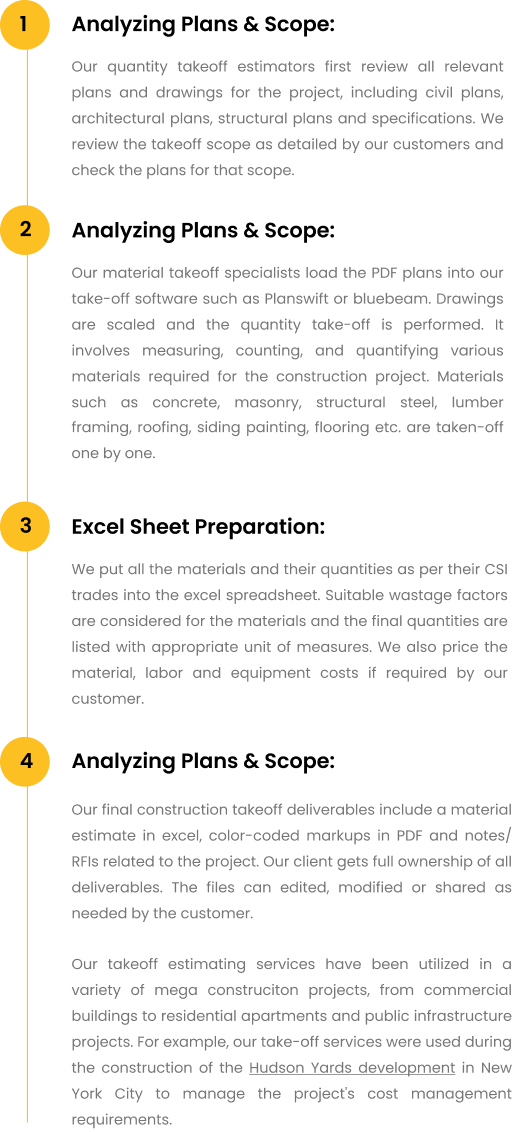 1
Analyzing Plans & Scope:
Our quantity takeoff estimators first review all relevant
plans and drawings for the project, including civil plans,
architectural plans, structural plans and specifications. We
review the takeoff scope as detailed by our customers and
check the plans for that scope.
2
Analyzing Plans & Scope:
Our material takeoff specialists load the PDF plans into our
take-off software such as Planswift or bluebeam. Drawings
are scaled and the quantity take-off is performed. It
involves measuring, counting, and quantifying various
materials required for the construction project. Materials
such as concrete, masonry, structural steel, lumber
framing, roofing, siding painting, flooring etc. are taken-off
one by one.
3
Excel Sheet Preparation:
We put all the materials and their quantities as per their CSI
trades into the excel spreadsheet. Suitable wastage factors
are considered for the materials and the final quantities are
listed with appropriate unit of measures. We also price the
material, labor and equipment costs if required by our
customer.
4
Analyzing Plans & Scope:
Our final construction takeoff deliverables include a material
estimate in excel, color-coded markups in PDF and notes/
RFIs related to the project. Our client gets full ownership of all
deliverables. The files can edited, modified or shared as
needed by the customer.
Our takeoff estimating services have been utilized in a
variety of mega construciton projects, from commercial
buildings to residential apartments and public infrastructure
projects. For example, our take-off services were used during
the construction of the Hudson Yards development in New
York City to manage the project's cost management
requirements.